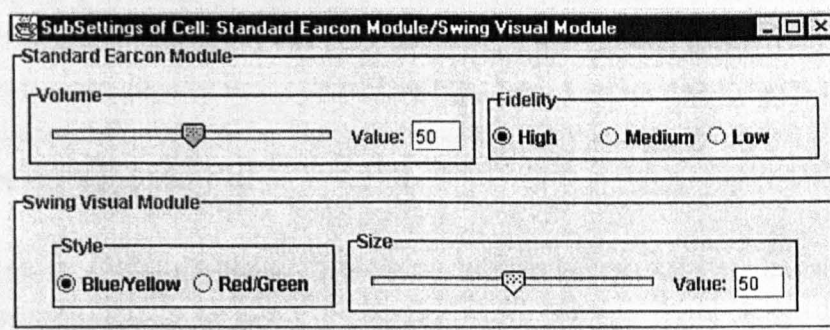 SubSettings of Cell: Standard Earcon Module/Swing Visual Module
Standard Earcon Module
Volume
Fidelity
Value: 50
High Medium Low
Swing Visual Module
Style
Size
Blue/Yellow Red/Green
Value: 50